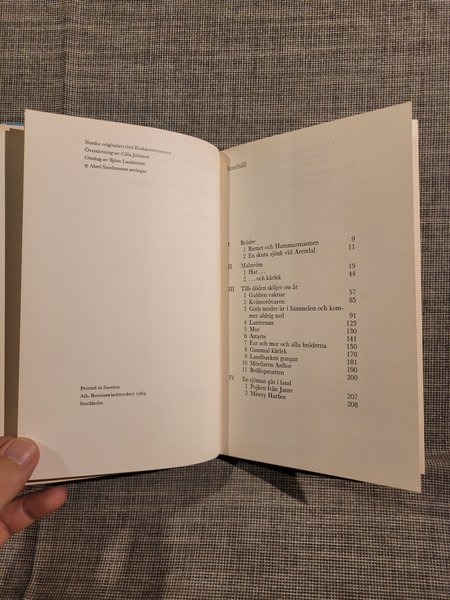 Norska originalets titel Klabautermannen
Översättning av Cilla Johnson
Omslag av Björn Landström
© Aksel Sandemoses arvingar
Printed in Sweden
Alb. Bonniers boktryckeri 1969
Stockholm
Innehåll
I Bröder 9
1 Barnet och Hammarmannen 11
2 En skuta sjönk vid Arendal
II Malström 19
1 Hat... 44
2 ...och kärlek
III Tills döden skiljer oss åt 57
1 Gubben vaknar 85
2 Kvinnorövaren
3 Guds moder är i himmelen och kom-
mer aldrig ned 91
4 Lanternan 123
5 Mor 130
6 Astarte 141
7 Far och mor och alla bröderna 150
8 Gammal kärlek 170
9 Landbacken gungar 181
10 Mördaren Anthor 190
11 Bröllopsnatten 200
IV En sjöman går i land
1 Pojken från Jante 207
2 Misery Harbor 208